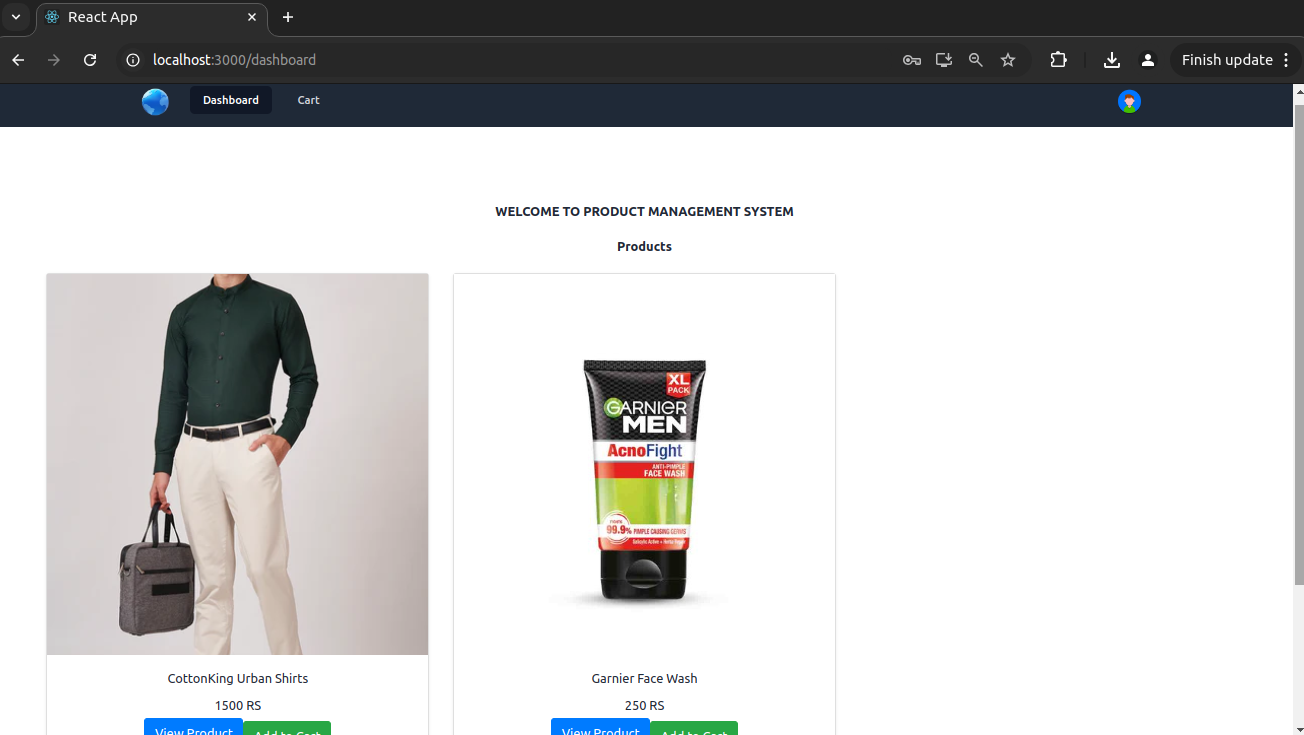 React App
Finish update
localhost:3000/dashboard
Dashboard
Cart
WELCOME TO PRODUCT MANAGEMENT SYSTEM
Products
XL
PACK
GARNIER
MEN
AcnoFight
ANTI-PIMPLE
FACE WASH
99.9% PIMPLE CAUSING GERMS
CottonKing Urban Shirts
1500 RS
View Product
Add to Cart
Garnier Face Wash
250 RS
View Product
Add to Cart